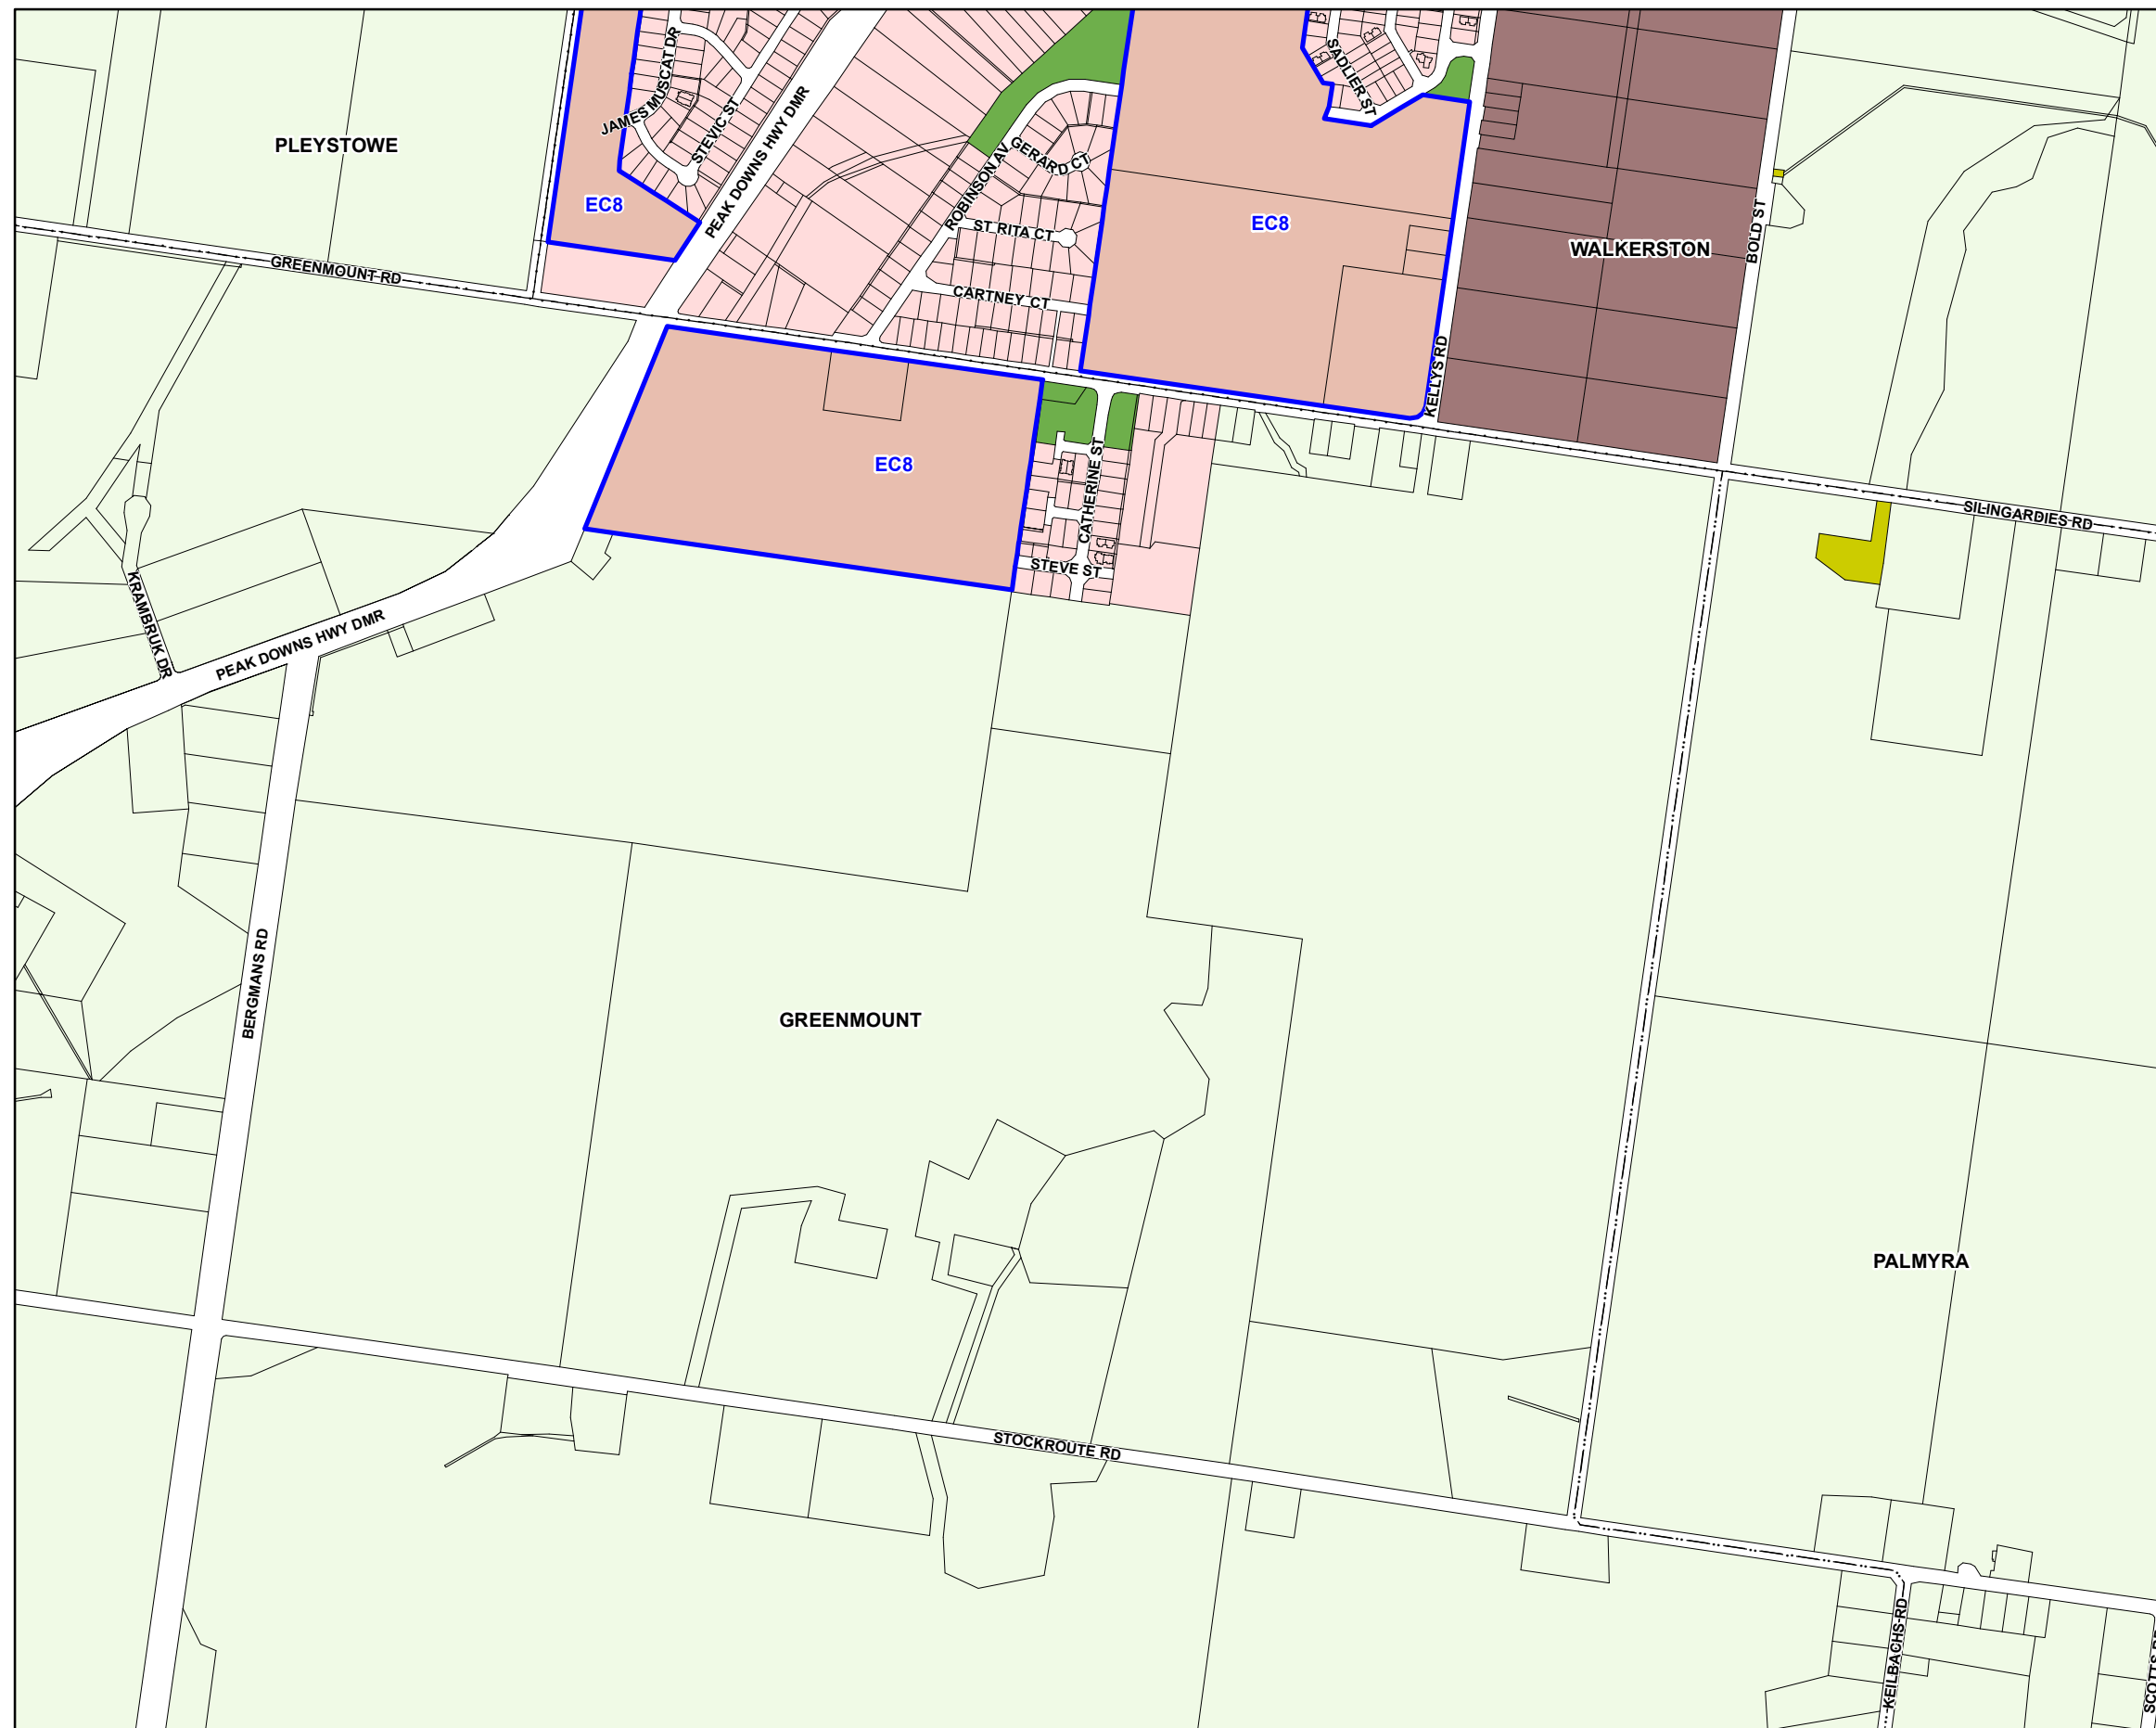 JAMES MUSCAT DR
STEVIC ST
PEAK DOWNS HWY DMR
SADLIER ST
PLEYSTOWE
EC8
ROBINSON AV
GERARD CT
ST RITA CT
EC8
WALKERSTON
BOLD ST
GREENMOUNT RD
CARTNEY CT
KELLYS RD
EC8
CATHERINE ST
STEVE ST
SILINGARDIES RD
KRAMBRUK DR
PEAK DOWNS HWY DMR
BERGMANS RD
GREENMOUNT
PALMYRA
STOCKROUTE RD
KEILBACHS RD
SCOTTS RD